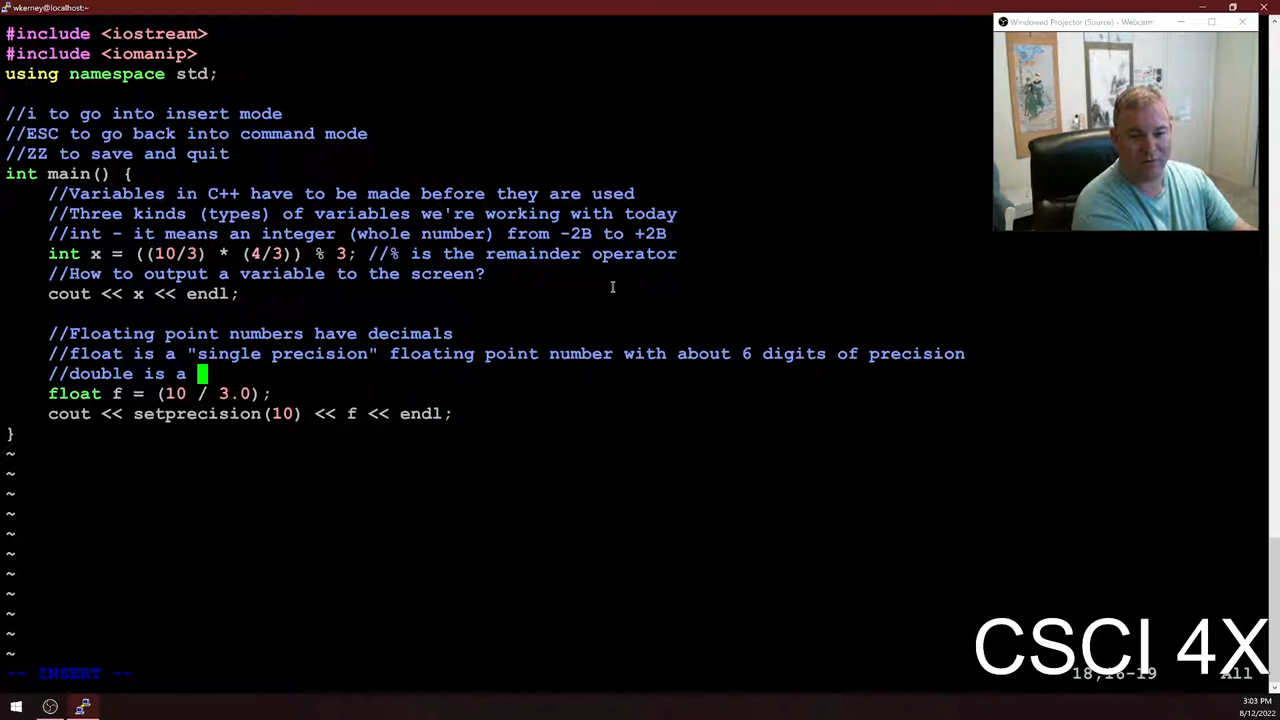 wkerney@localhost:~
Windowed Projector (Source) - Webcam
#include <iostream>
#include <iomanip>
using namespace std;
//i to go into insert mode
//ESC to go back into command mode
//ZZ to save and quit
int main() {
//Variables in C++ have to be made before they are used
//Three kinds (types) of variables we're working with today
//int - it means an integer (whole number) from -2B to +2B
int x = ((10/3) * (4/3)) % 3; //% is the remainder operator
//How to output a variable to the screen?
cout << x << endl;
//Floating point numbers have decimals
//float is a "single precision" floating point number with about 6 digits of precision
//double is a
float f = (10 / 3.0);
cout << setprecision(10) << f << endl;
}
~
~
~
~
~
~
~
~
~
~
~
-- INSERT --
18,16-19
All
CSCI 4X
3:03 PM
8/12/2022